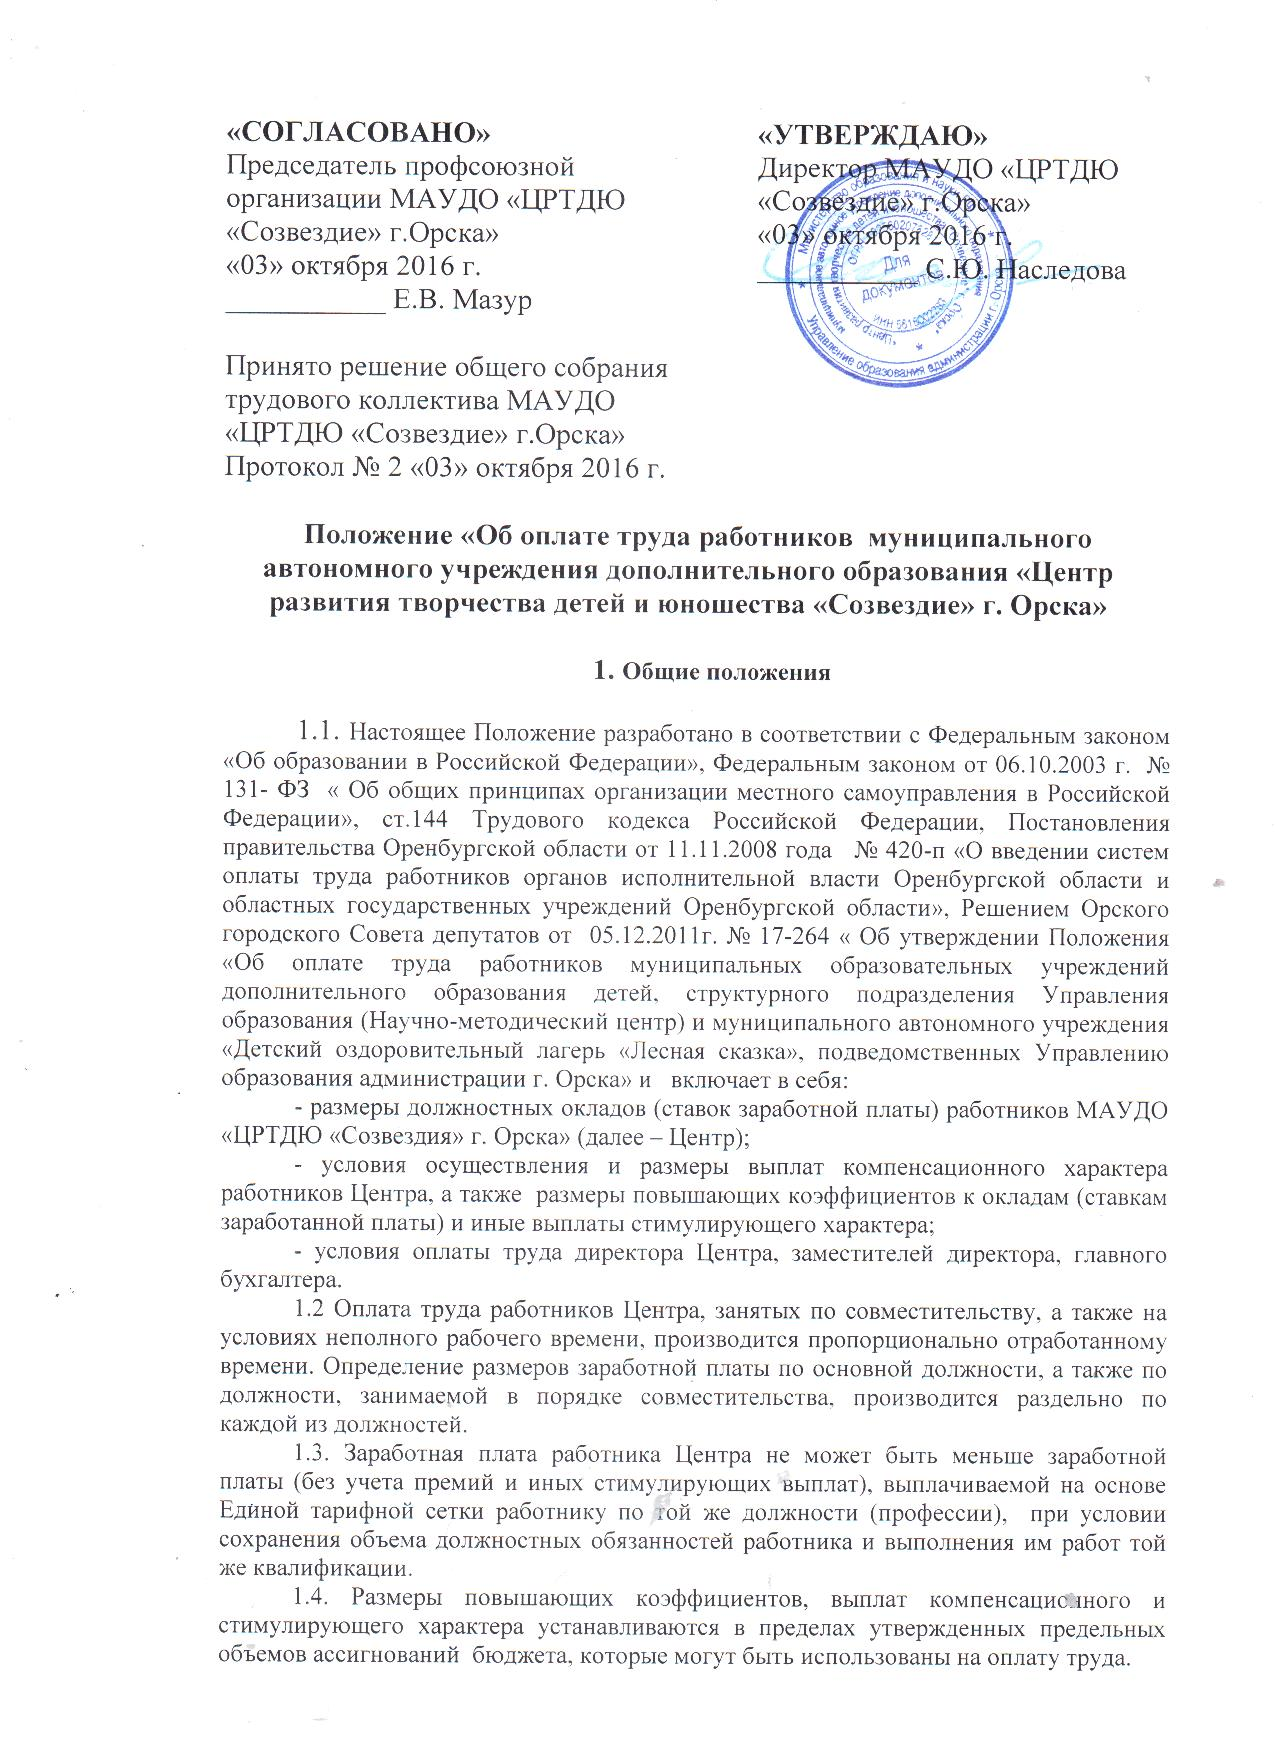 «СОГЛАСОВАНО»
Председатель профсоюзной
организации МАУДО «ЦРТДЮ
«Созвездие» г.Орска»
«03» октября 2016 г.
___________ Е.В. Мазур
«УТВЕРЖДАЮ»
Директор МАУДО «ЦРТДЮ
«Созвездие» г.Орска»
«03» октября 2016 г.
___________ С.Ю. Наследова
Для
документов
Управление образования администрации г. Орска
Принято решение общего собрания
трудового коллектива МАУДО
«ЦРТДЮ «Созвездие» г.Орска»
Протокол № 2 «03» октября 2016 г.
Положение «Об оплате труда работников муниципального
автономного учреждения дополнительного образования «Центр
развития творчества детей и юношества «Созвездие» г. Орска»
1. Общие положения
1.1. Настоящее Положение разработано в соответствии с Федеральным законом
«Об образовании в Российской Федерации», Федеральным законом от 06.10.2003 г. №
131- ФЗ « Об общих принципах организации местного самоуправления в Российской
Федерации», ст.144 Трудового кодекса Российской Федерации, Постановления
правительства Оренбургской области от 11.11.2008 года № 420-п «О введении систем
оплаты труда работников органов исполнительной власти Оренбургской области и
областных государственных учреждений Оренбургской области», Решением Орского
городского Совета депутатов от 05.12.2011г. № 17-264 « Об утверждении Положения
«Об оплате труда работников муниципальных образовательных учреждений
дополнительного образования детей, структурного подразделения Управления
образования (Научно-методический центр) и муниципального автономного учреждения
«Детский оздоровительный лагерь «Лесная сказка», подведомственных Управлению
образования администрации г. Орска» и включает в себя:
- размеры должностных окладов (ставок заработной платы) работников МАУДО
«ЦРТДЮ «Созвездия» г. Орска» (далее – Центр);
- условия осуществления и размеры выплат компенсационного характера
работников Центра, а также размеры повышающих коэффициентов к окладам (ставкам
заработанной платы) и иные выплаты стимулирующего характера;
- условия оплаты труда директора Центра, заместителей директора, главного
бухгалтера.
1.2 Оплата труда работников Центра, занятых по совместительству, а также на
условиях неполного рабочего времени, производится пропорционально отработанному
времени. Определение размеров заработной платы по основной должности, а также по
должности, занимаемой в порядке совместительства, производится раздельно по
каждой из должностей.
1.3. Заработная плата работника Центра не может быть меньше заработной
платы (без учета премий и иных стимулирующих выплат), выплачиваемой на основе
Единой тарифной сетки работнику по той же должности (профессии), при условии
сохранения объема должностных обязанностей работника и выполнения им работ той
же квалификации.
1.4. Размеры повышающих коэффициентов, выплат компенсационного и
стимулирующего характера устанавливаются в пределах утвержденных предельных
объемов ассигнований бюджета, которые могут быть использованы на оплату труда.